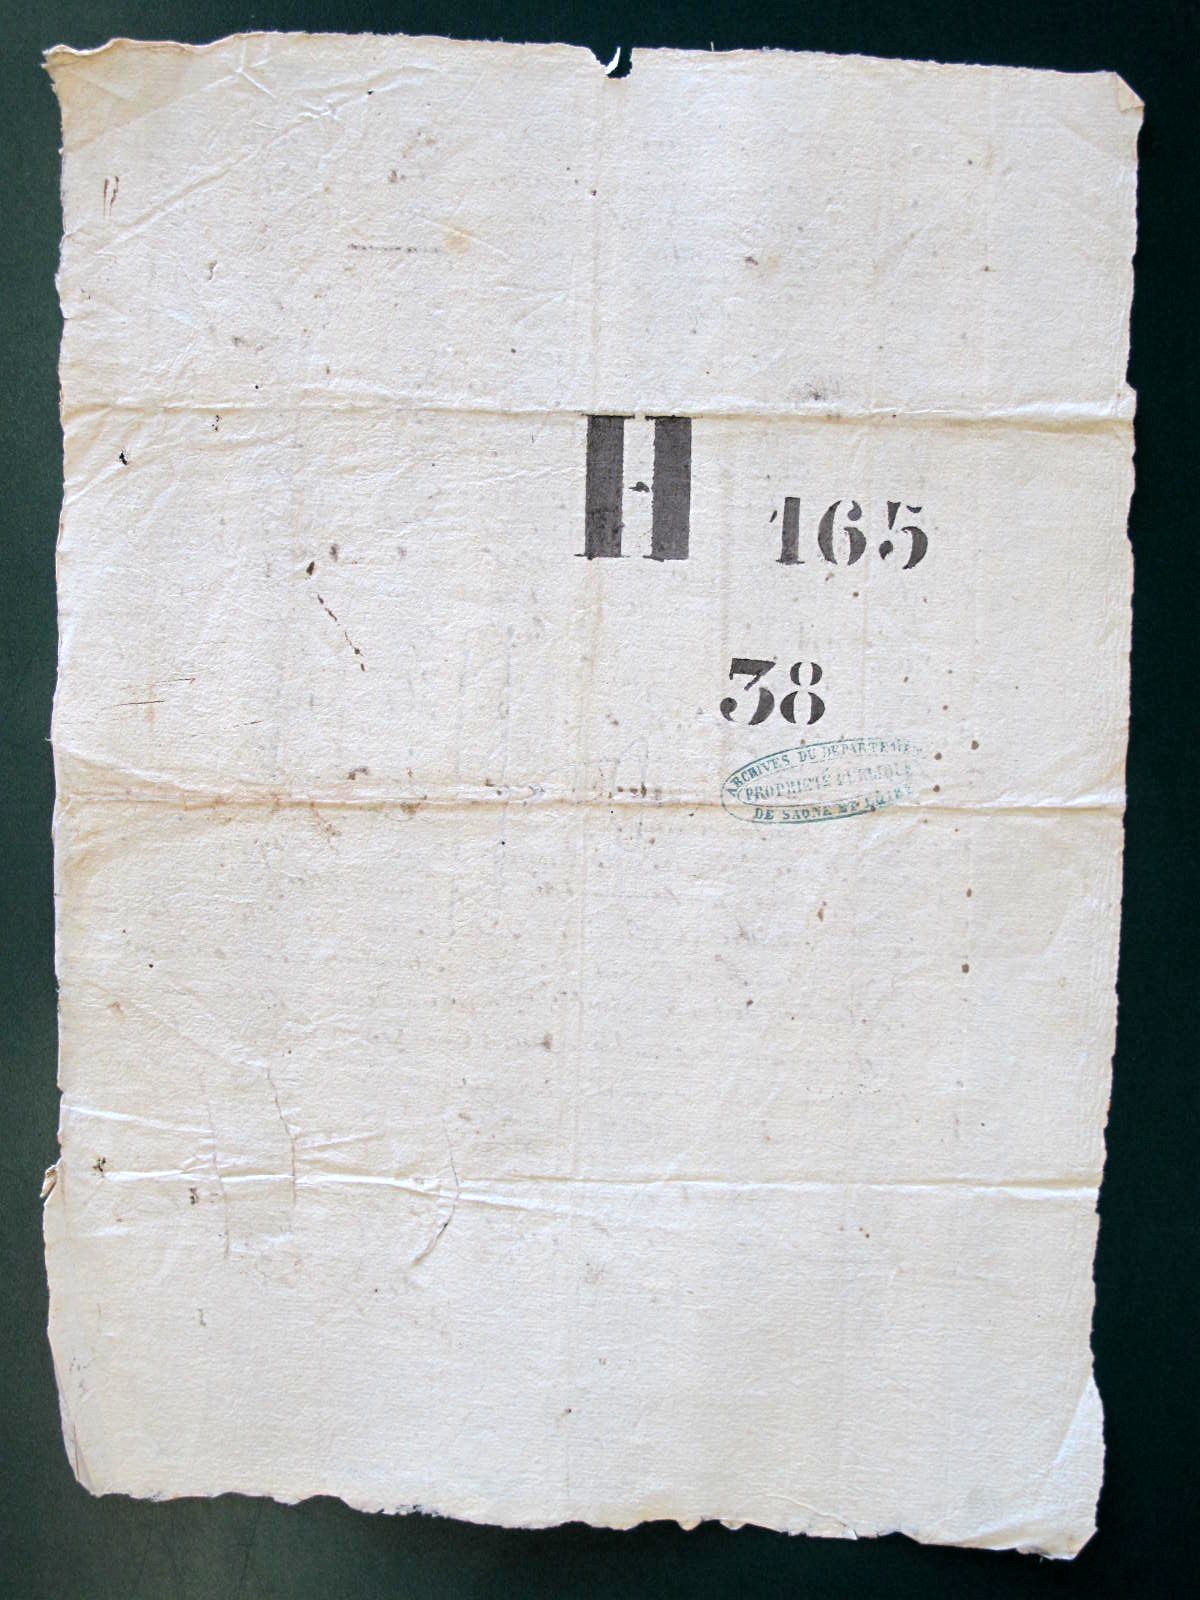 H
165
38
ARCHIVES DU DEPARTEMENT
PROPRIETE PUBLIQUE
DE SAONE ET LOIRE